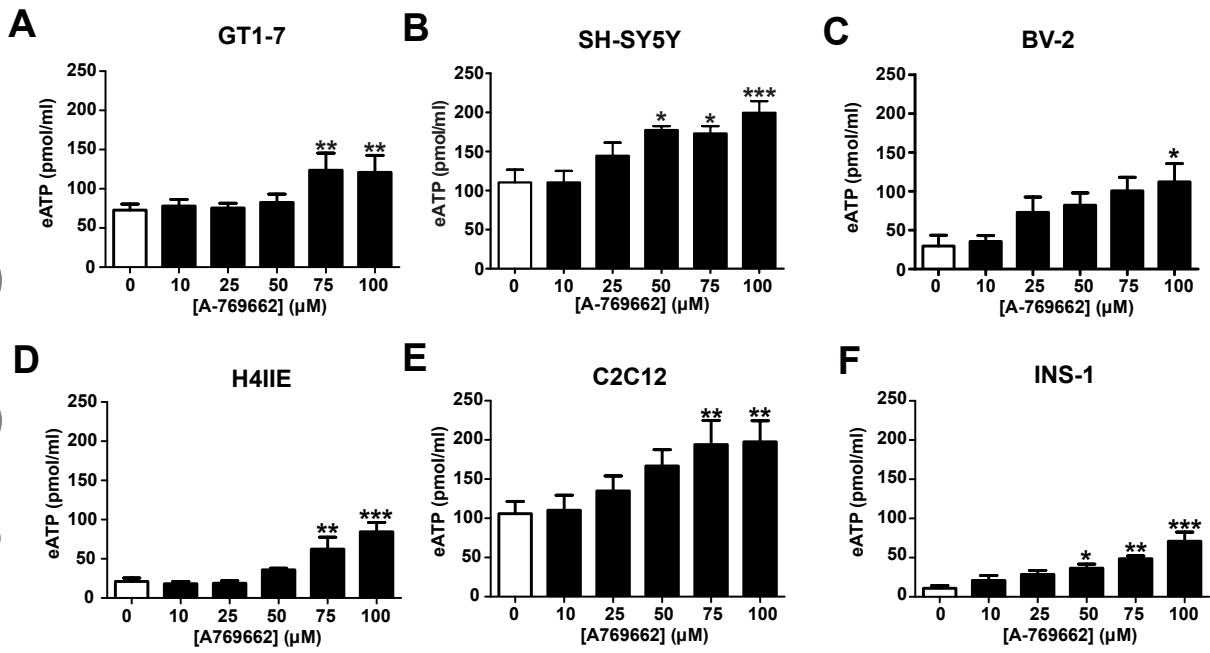 A
GT1-7
eATP (pmol/ml)
250
200
150
100
50
0
** **
0 10 25 50 75 100
[A-769662] (µM)
B
SH-SY5Y
eATP (pmol/ml)
250
200
150
100
50
0
* * ***
0 10 25 50 75 100
[A-769662] (µM)
C
BV-2
eATP (pmol/ml)
250
200
150
100
50
0
*
0 10 25 50 75 100
[A-769662] (µM)
D
H4IIE
eATP (pmol/ml)
250
200
150
100
50
0
** ***
0 10 25 50 75 100
[A769662] (µM)
E
C2C12
eATP (pmol/ml)
250
200
150
100
50
0
** **
0 10 25 50 75 100
[A769662] (µM)
F
INS-1
eATP (pmol/ml)
250
200
150
100
50
0
* ** ***
0 10 25 50 75 100
[A-769662] (µM)